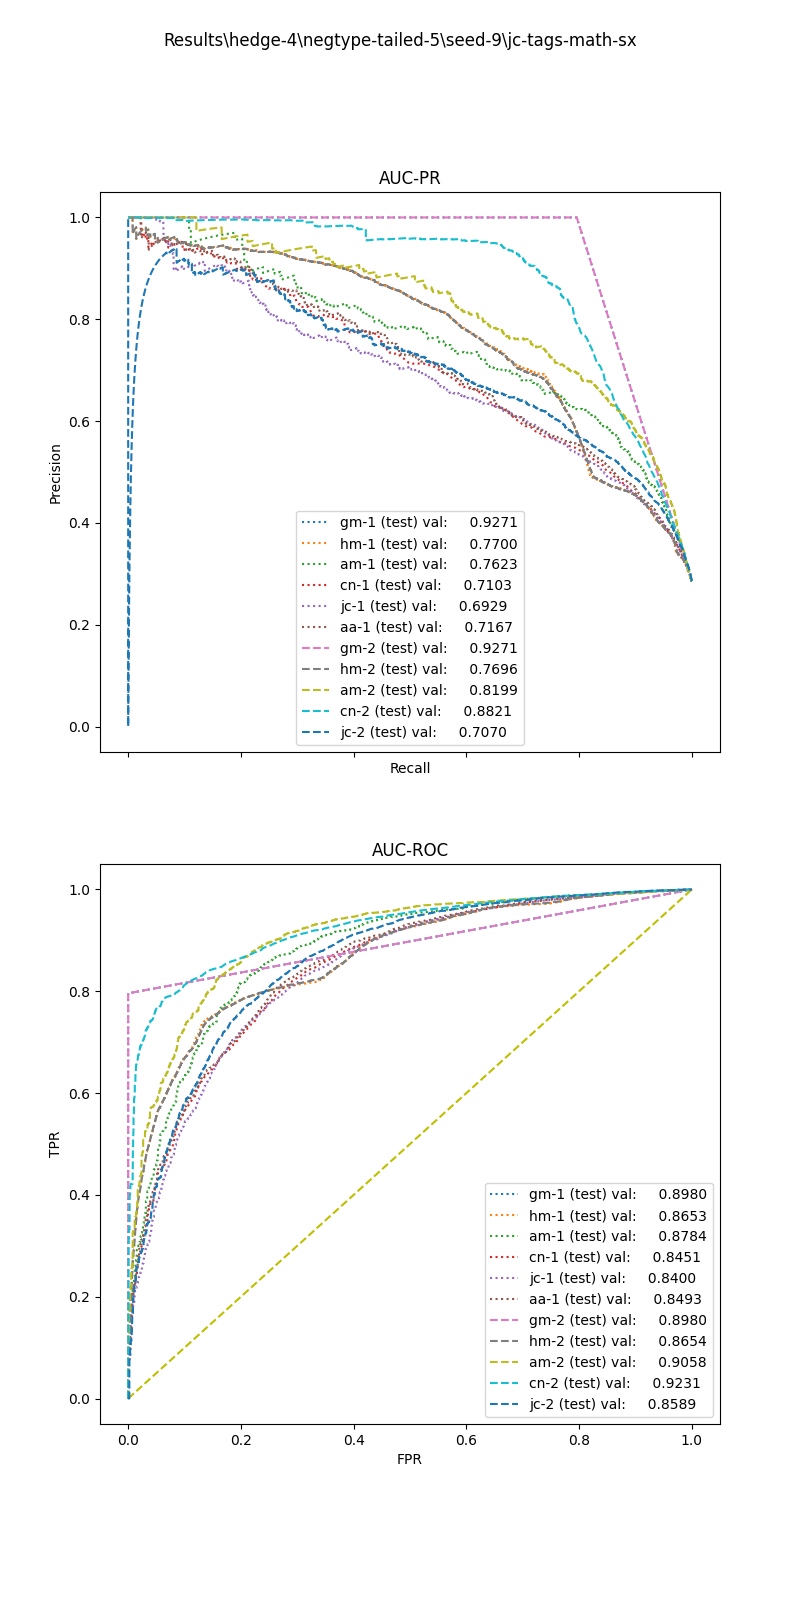 Results\hedge-4\negtype-tailed-5\seed-9\jc-tags-math-sx
AUC-PR
1.0
0.8
0.6
0.4
0.2
0.0
Precision
gm-1 (test) val: 0.9271
hm-1 (test) val: 0.7700
am-1 (test) val: 0.7623
cn-1 (test) val: 0.7103
jc-1 (test) val: 0.6929
aa-1 (test) val: 0.7167
gm-2 (test) val: 0.9271
hm-2 (test) val: 0.7696
am-2 (test) val: 0.8199
cn-2 (test) val: 0.8821
jc-2 (test) val: 0.7070
Recall
AUC-ROC
1.0
0.8
0.6
0.4
0.2
0.0
TPR
gm-1 (test) val: 0.8980
hm-1 (test) val: 0.8653
am-1 (test) val: 0.8784
cn-1 (test) val: 0.8451
jc-1 (test) val: 0.8400
aa-1 (test) val: 0.8493
gm-2 (test) val: 0.8980
hm-2 (test) val: 0.8654
am-2 (test) val: 0.9058
cn-2 (test) val: 0.9231
jc-2 (test) val: 0.8589
0.0 0.2 0.4 0.6 0.8 1.0
FPR